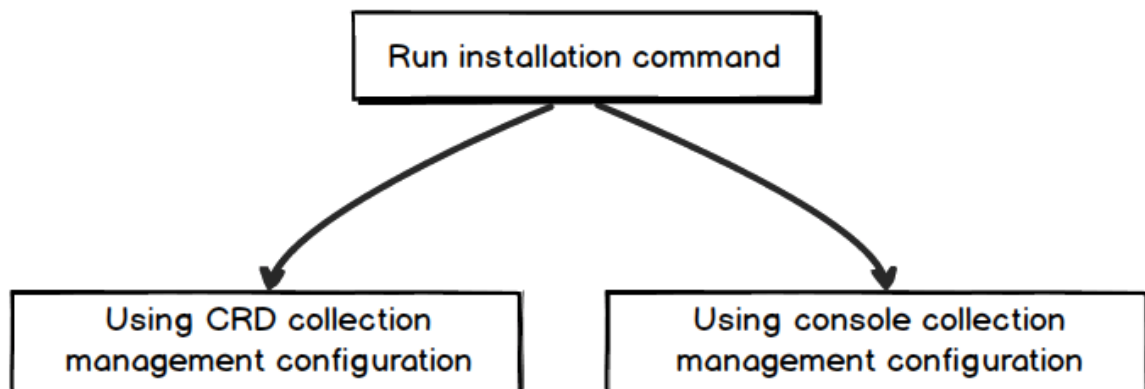 Run installation command
Using CRD collection
management configuration
Using console collection
management configuration